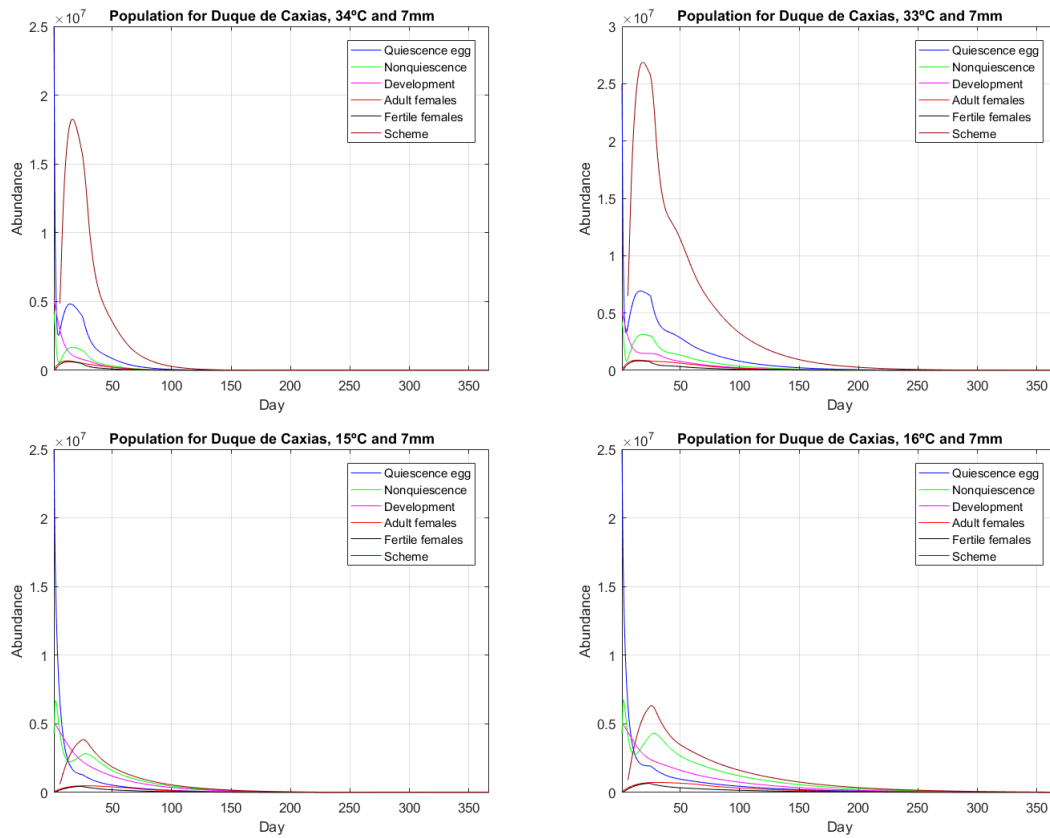 Population for Duque de Caxias, 34ºC and 7mm
×10^7
2.5
2
1.5
1
0.5
0
Abundance
50 100 150 200 250 300 350
Day
Quiescence egg
Nonquiescence
Development
Adult females
Fertile females
Scheme
Population for Duque de Caxias, 33ºC and 7mm
×10^7
3
2.5
2
1.5
1
0.5
0
Abundance
50 100 150 200 250 300 350
Day
Quiescence egg
Nonquiescence
Development
Adult females
Fertile females
Scheme
Population for Duque de Caxias, 15ºC and 7mm
×10^7
2.5
2
1.5
1
0.5
0
Abundance
50 100 150 200 250 300 350
Day
Quiescence egg
Nonquiescence
Development
Adult females
Fertile females
Scheme
Population for Duque de Caxias, 16ºC and 7mm
×10^7
2.5
2
1.5
1
0.5
0
Abundance
50 100 150 200 250 300 350
Day
Quiescence egg
Nonquiescence
Development
Adult females
Fertile females
Scheme